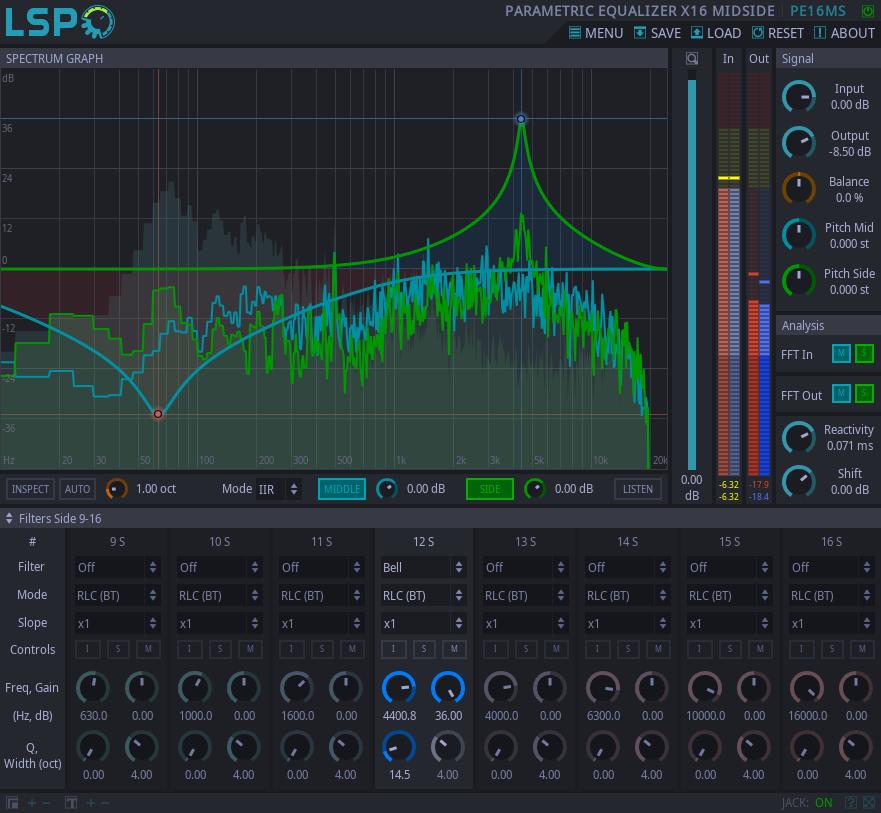 LSP
PARAMETRIC EQUALIZER X16 MIDSIDE PE16MS
MENU SAVE LOAD RESET ABOUT
SPECTRUM GRAPH
In Out
Signal
dB
36
24
12
0
-12
-24
-36
Hz 20 30 50 100 200 300 500 1k 2k 3k 5k 10k 20k
0.00
dB
-6.32 -17.9
-6.32 -18.4
Input
0.00 dB
Output
-8.50 dB
Balance
0.0 %
Pitch Mid
0.000 st
Pitch Side
0.000 st
Analysis
FFT In M S
FFT Out M S
Reactivity
0.071 ms
Shift
0.00 dB
INSPECT AUTO 1.00 oct Mode IIR MIDDLE 0.00 dB SIDE 0.00 dB LISTEN
Filters Side 9-16
# 9 S 10 S 11 S 12 S 13 S 14 S 15 S 16 S
Filter Off Off Off Bell Off Off Off Off
Mode RLC (BT) RLC (BT) RLC (BT) RLC (BT) RLC (BT) RLC (BT) RLC (BT) RLC (BT)
Slope x1 x1 x1 x1 x1 x1 x1 x1
Controls I S M I S M I S M I S M I S M I S M I S M I S M
Freq, Gain
(Hz, dB) 630.0 0.00 1000.0 0.00 1600.0 0.00 4400.8 36.00 4000.0 0.00 6300.0 0.00 10000.0 0.00 16000.0 0.00
Q,
Width (oct)
0.00 4.00 0.00 4.00 0.00 4.00 14.5 4.00 0.00 4.00 0.00 4.00 0.00 4.00 0.00 4.00
JACK: ON